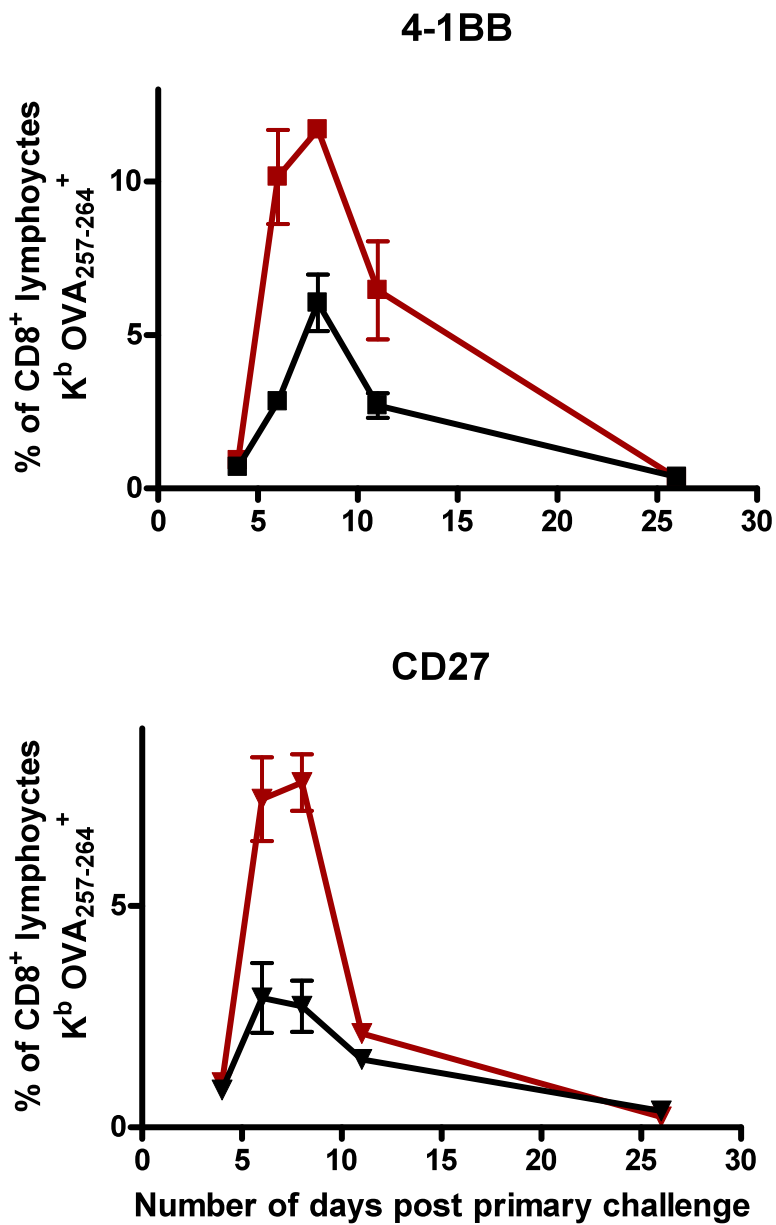 4-1BB
% of CD8⁺ lymphoyctes
Kᵇ OVA₂₅₇₋₂₆₄⁺
10
5
0
0 5 10 15 20 25 30
CD27
% of CD8⁺ lymphoyctes
Kᵇ OVA₂₅₇₋₂₆₄⁺
5
0
0 5 10 15 20 25 30
Number of days post primary challenge